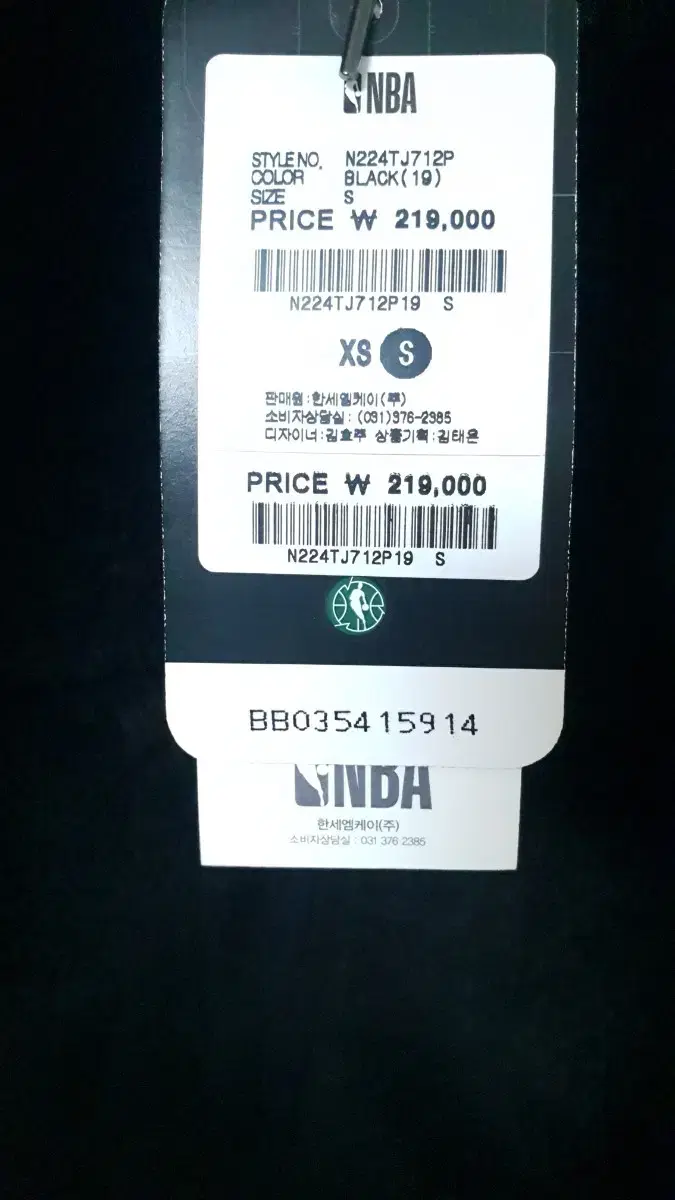 NBA
STYLE NO. N224TJ712P
COLOR BLACK(19)
SIZE S
PRICE ₩ 219,000
N224TJ712P19 S
XS S
판매원:한세엠케이(주)
소비자상담실:(031)376-2385
디자이너:김효주 상품기획:김태은
PRICE ₩ 219,000
N224TJ712P19 S
BB035415914
NBA
한세엠케이(주)
소비자상담실 : 031 376 2385